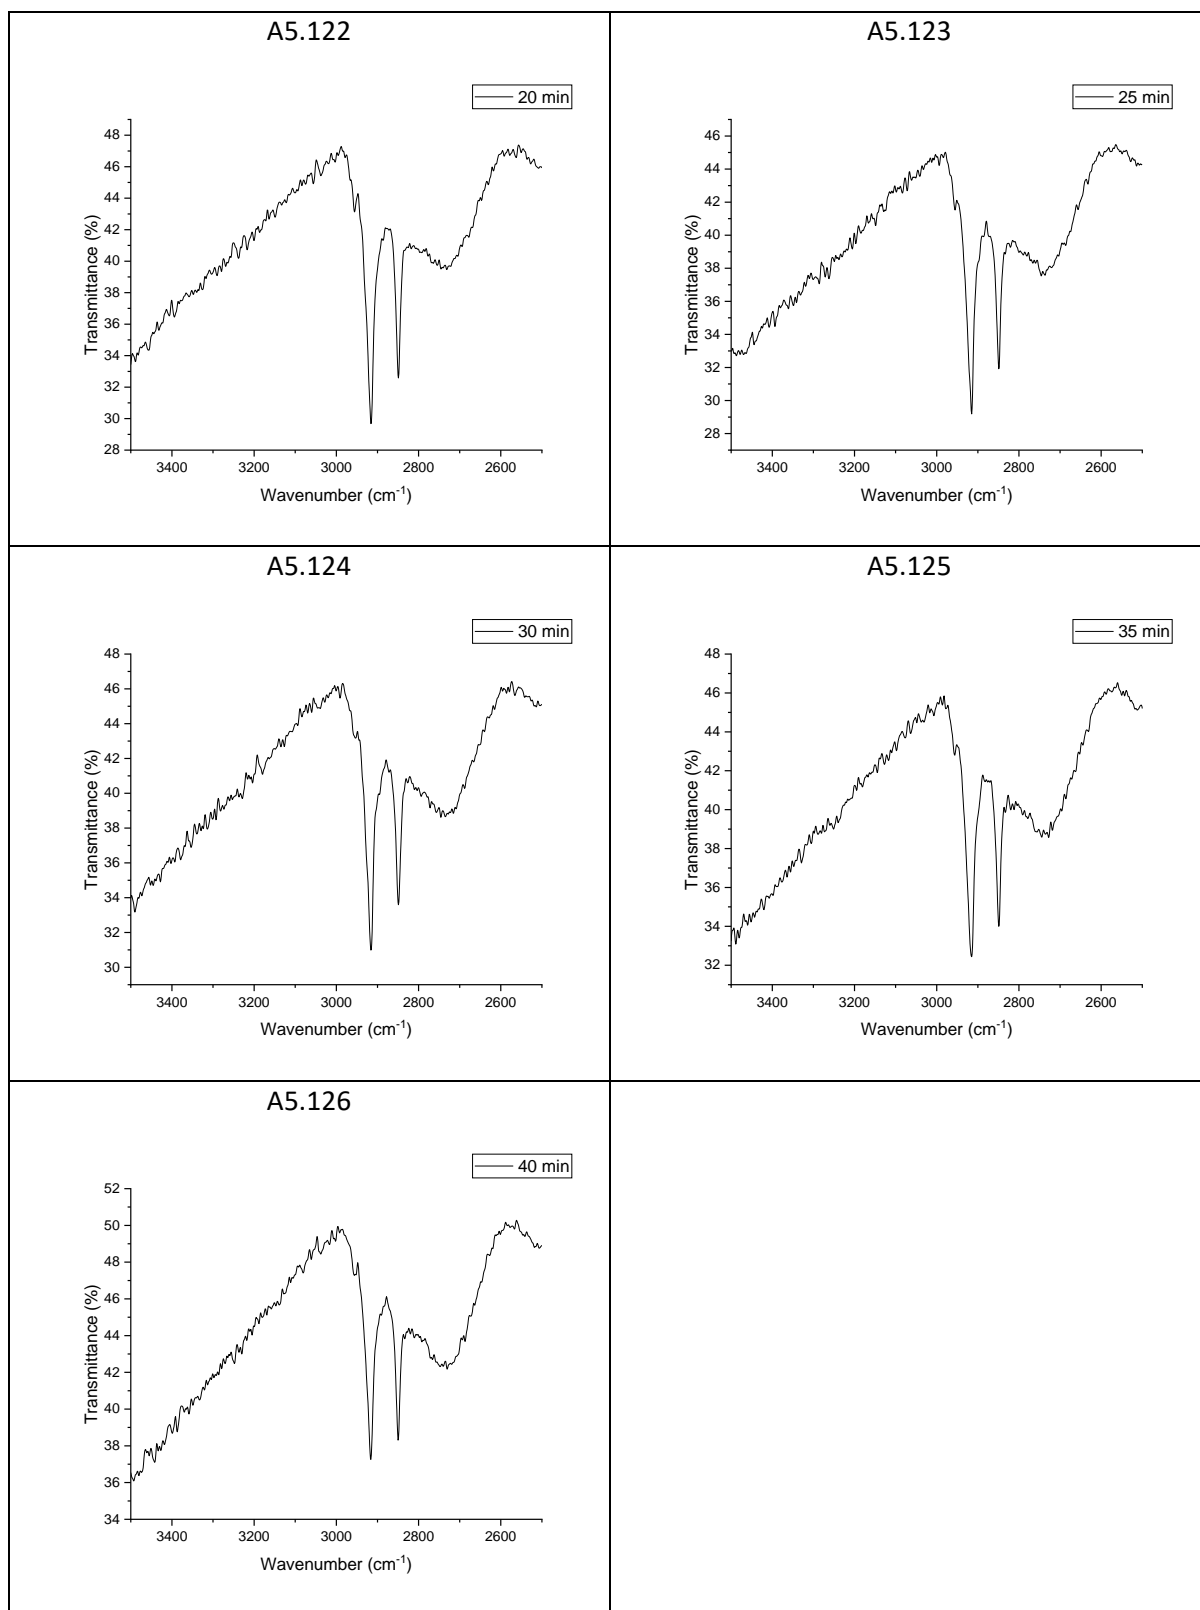 A5.122
20 min
48
46
44
42
40
38
36
34
32
30
28
Transmittance (%)
3400 3200 3000 2800 2600
Wavenumber (cm-1)
A5.123
25 min
46
44
42
40
38
36
34
32
30
28
Transmittance (%)
3400 3200 3000 2800 2600
Wavenumber (cm-1)
A5.124
30 min
48
46
44
42
40
38
36
34
32
30
Transmittance (%)
3400 3200 3000 2800 2600
Wavenumber (cm-1)
A5.125
35 min
48
46
44
42
40
38
36
34
32
Transmittance (%)
3400 3200 3000 2800 2600
Wavenumber (cm-1)
A5.126
40 min
52
50
48
46
44
42
40
38
36
34
Transmittance (%)
3400 3200 3000 2800 2600
Wavenumber (cm-1)